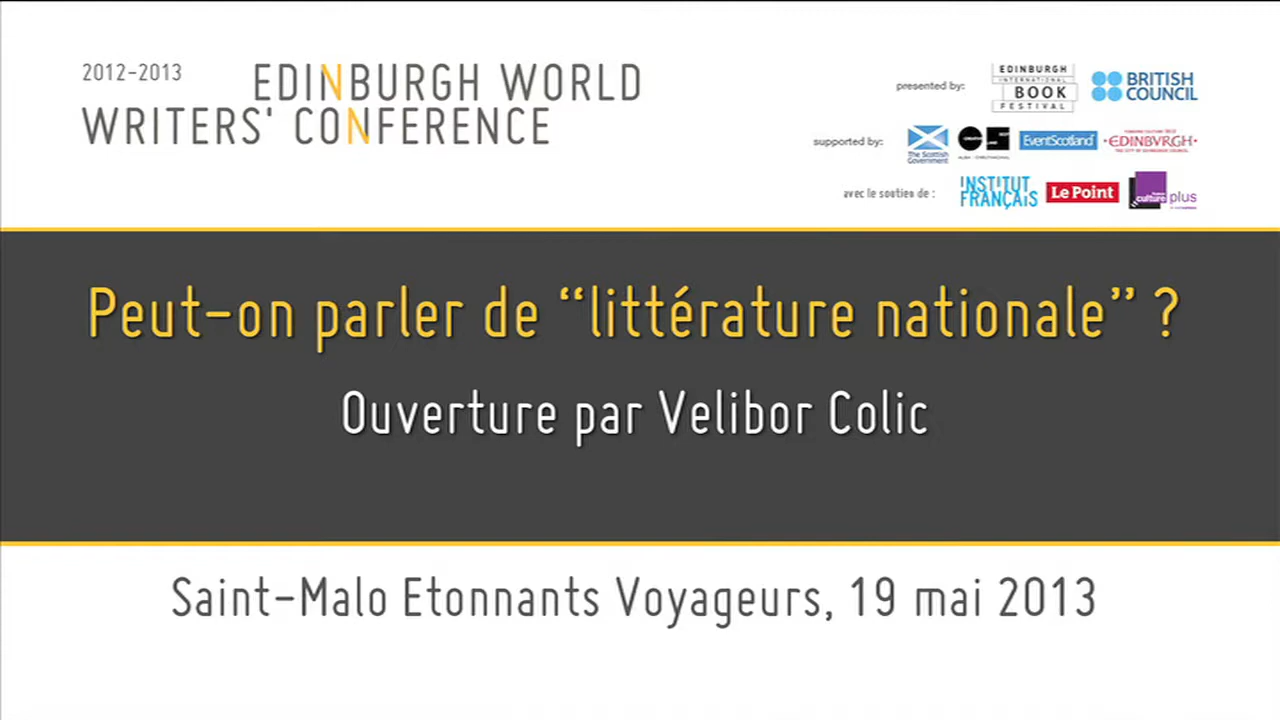 2012-2013
EDINBURGH WORLD
WRITERS' CONFERENCE
presented by:
EDINBURGH
INTERNATIONAL
BOOK
FESTIVAL
BRITISH
COUNCIL
supported by:
The Scottish
Government
EventScotland
EDINBVRGH
avec le soutien de :
INSTITUT
FRANÇAIS
Le Point
culture
plus
Peut-on parler de “littérature nationale” ?
Ouverture par Velibor Colic
Saint-Malo Etonnants Voyageurs, 19 mai 2013